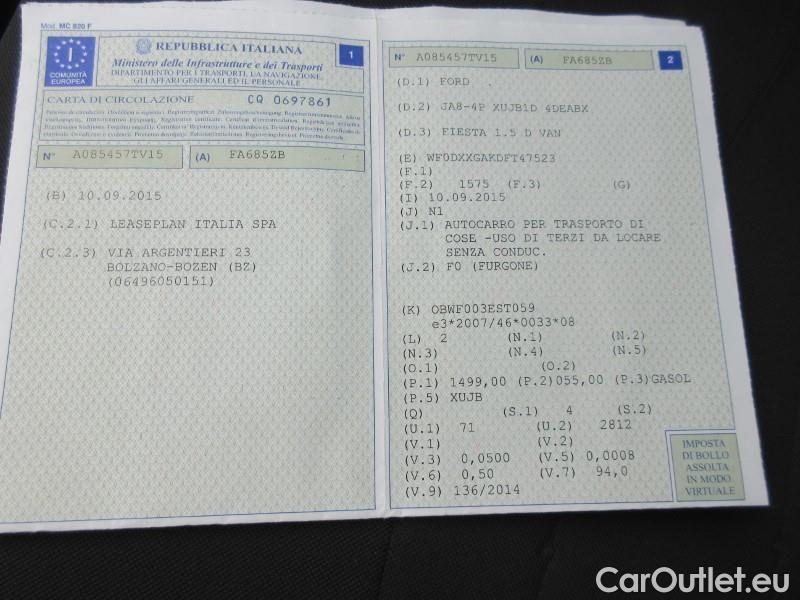 Mod. MC 820 F
I
COMUNITÀ
EUROPEA
REPUBBLICA ITALIANA
Ministero delle Infrastrutture e dei Trasporti
DIPARTIMENTO PER I TRASPORTI, LA NAVIGAZIONE,
GLI AFFARI GENERALI ED IL PERSONALE
1
CARTA DI CIRCOLAZIONE CQ 0697861
N° A085457TV15 (A) FA685ZB
(B) 10.09.2015
(C.2.1) LEASEPLAN ITALIA SPA
(C.2.3) VIA ARGENTIERI 23
BOLZANO-BOZEN (BZ)
(06496050151)
N° A085457TV15 (A) FA685ZB 2
(D.1) FORD
(D.2) JA8-4P XUJB1D 4DEABX
(D.3) FIESTA 1.5 D VAN
(E) WF0DXXGAKDFT47523
(F.1)
(F.2) 1575 (F.3) (G)
(I) 10.09.2015
(J) N1
(J.1) AUTOCARRO PER TRASPORTO DI
COSE -USO DI TERZI DA LOCARE
SENZA CONDUC.
(J.2) F0 (FURGONE)
(K) OBWF003EST059
e3*2007/46*0033*08
(L) 2 (N.1) (N.2)
(N.3) (N.4) (N.5)
(O.1) (O.2)
(P.1) 1499,00 (P.2)055,00 (P.3)GASOL
(P.5) XUJB
(Q) (S.1) 4 (S.2)
(U.1) 71 (U.2) 2812
(V.1) (V.2)
(V.3) 0,0500 (V.5) 0,0008
(V.6) 0,50 (V.7) 94,0
(V.9) 136/2014
IMPOSTA
DI BOLLO
ASSOLTA
IN MODO
VIRTUALE
CarOutlet.eu